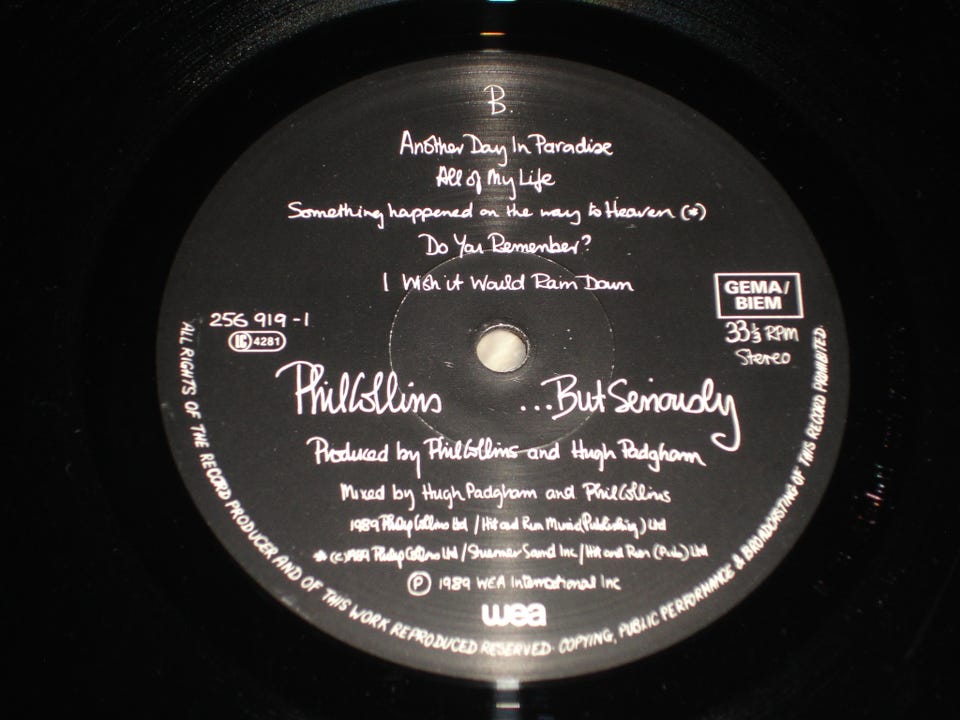 B.
Another Day In Paradise
All of My Life
Something happened on the way to Heaven (*)
Do You Remember?
I Wish it Would Rain Down
GEMA/
BIEM
256 919-1
LC 4281
33⅓ RPM
Stereo
Phil Collins ...But Seriously
Produced by Phil Collins and Hugh Padgham
Mixed by Hugh Padgham and Phil Collins
1989 Philip Collins Ltd / Hit and Run Music (Publishing) Ltd
* (c) 1989 Philip Collins Ltd / Stuermer Sand Inc / Hit and Run (Pub) Ltd
Ⓟ 1989 WEA International Inc
wea
ALL RIGHTS OF THE RECORD PRODUCER AND OF THIS WORK REPRODUCED RESERVED· COPYING, PUBLIC PERFORMANCE & BROADCASTING OF THIS RECORD PROHIBITED.